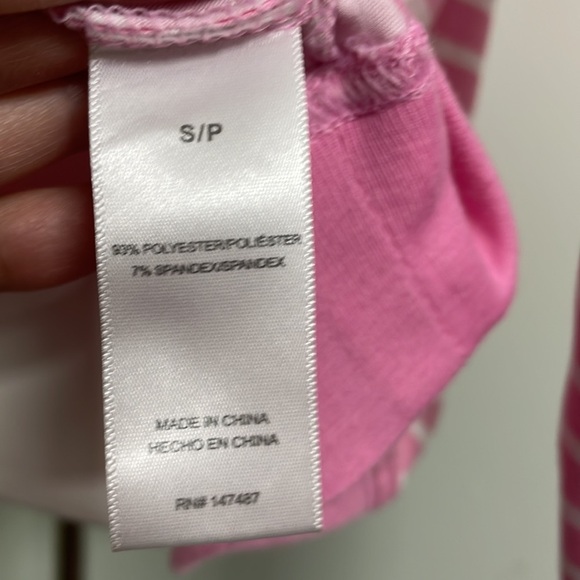 S/P
93% POLYESTER/POLIÉSTER
7% SPANDEX/SPANDEX
MADE IN CHINA
HECHO EN CHINA
RN# 147487